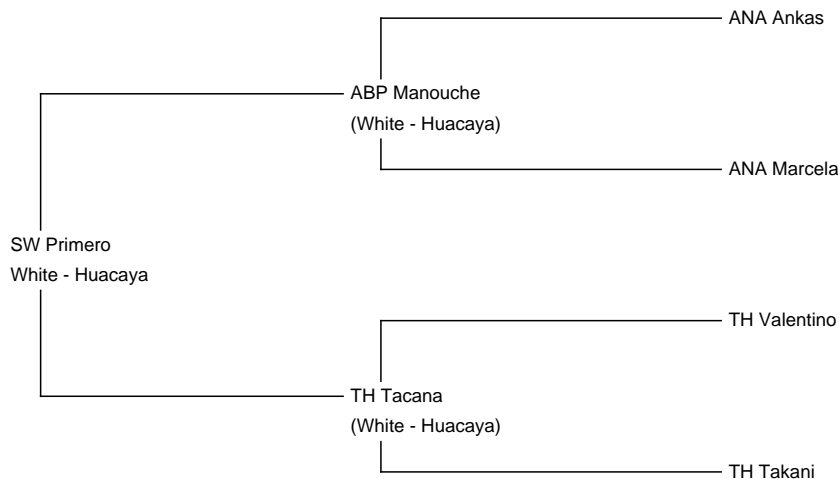 ANA Ankas
ABP Manouche
(White - Huacaya)
ANA Marcela
SW Primero
White - Huacaya
TH Valentino
TH Tacana
(White - Huacaya)
TH Takani